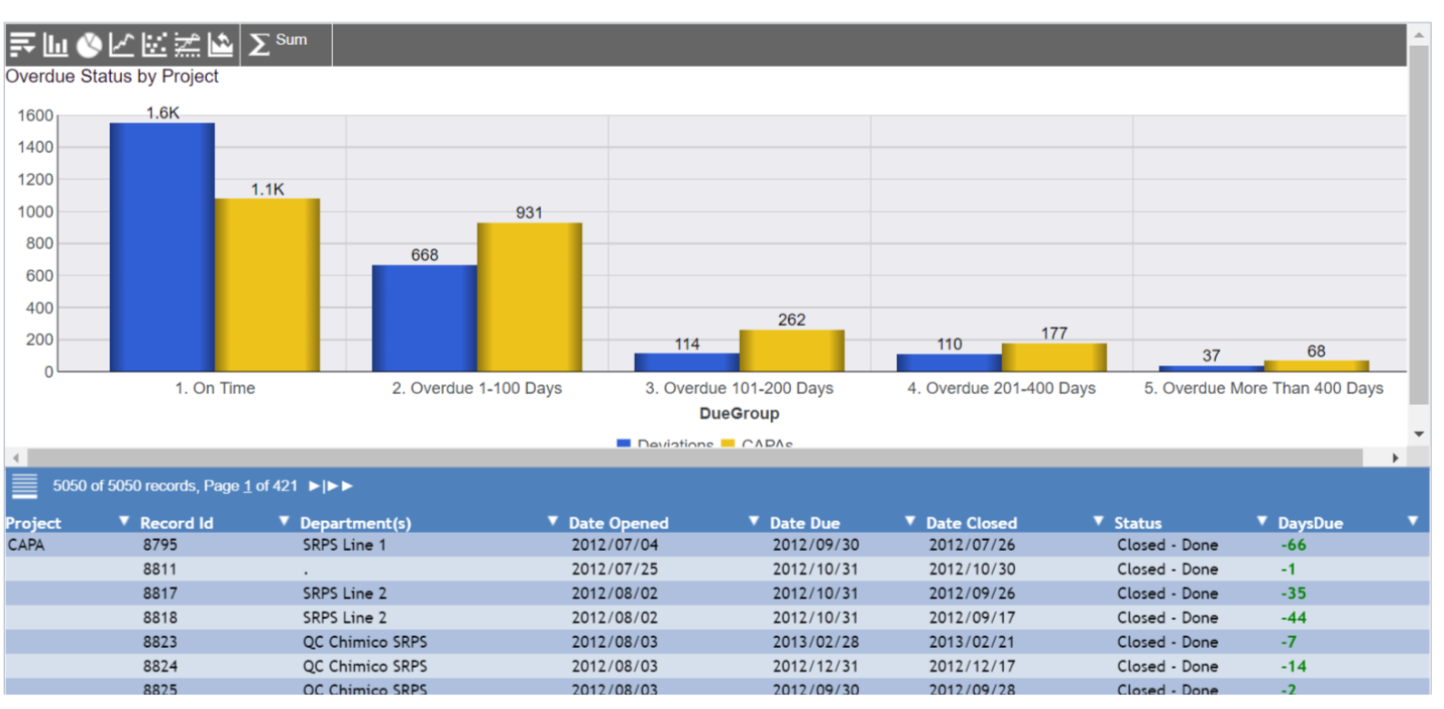 Sum
Overdue Status by Project
1600
1400
1200
1000
800
600
400
200
0
1.6K
1.1K
668
931
114
262
110
177
37
68
1. On Time
2. Overdue 1-100 Days
3. Overdue 101-200 Days
4. Overdue 201-400 Days
5. Overdue More Than 400 Days
DueGroup
Deviations CAPAs
5050 of 5050 records, Page 1 of 421
Project Record Id Department(s) Date Opened Date Due Date Closed Status DaysDue
CAPA 8795 SRPS Line 1 2012/07/04 2012/09/30 2012/07/26 Closed - Done -66
8811 . 2012/07/25 2012/10/31 2012/10/30 Closed - Done -1
8817 SRPS Line 2 2012/08/02 2012/10/31 2012/09/26 Closed - Done -35
8818 SRPS Line 2 2012/08/02 2012/10/31 2012/09/17 Closed - Done -44
8823 QC Chimico SRPS 2012/08/03 2013/02/28 2013/02/21 Closed - Done -7
8824 QC Chimico SRPS 2012/08/03 2012/12/31 2012/12/17 Closed - Done -14
8825 QC Chimico SRPS 2012/08/03 2012/09/30 2012/09/28 Closed - Done -2